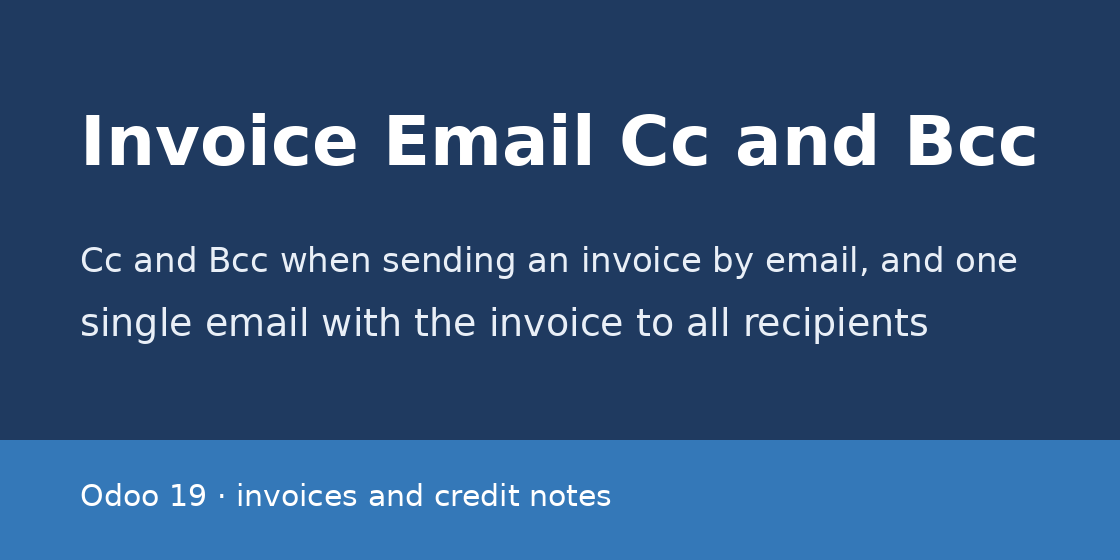 Invoice Email Cc and Bcc
Cc and Bcc when sending an invoice by email, and one
single email with the invoice to all recipients
Odoo 19 · invoices and credit notes